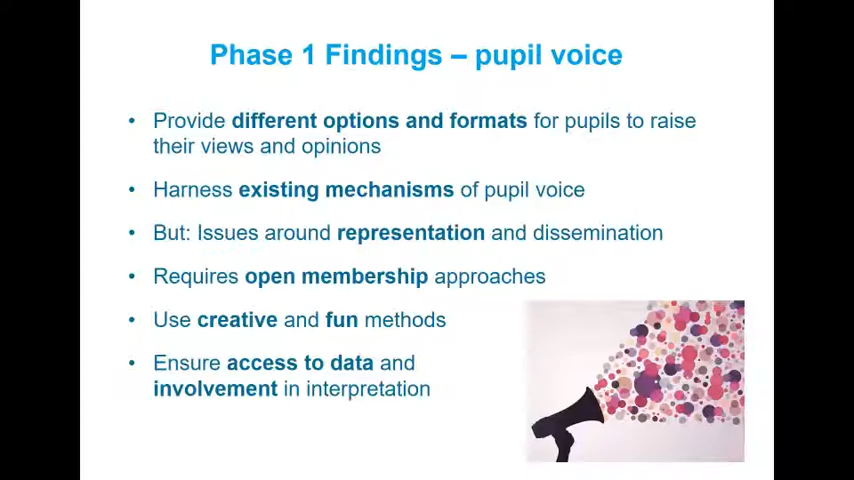 Phase 1 Findings – pupil voice
• Provide different options and formats for pupils to raise
their views and opinions
• Harness existing mechanisms of pupil voice
• But: Issues around representation and dissemination
• Requires open membership approaches
• Use creative and fun methods
• Ensure access to data and
involvement in interpretation